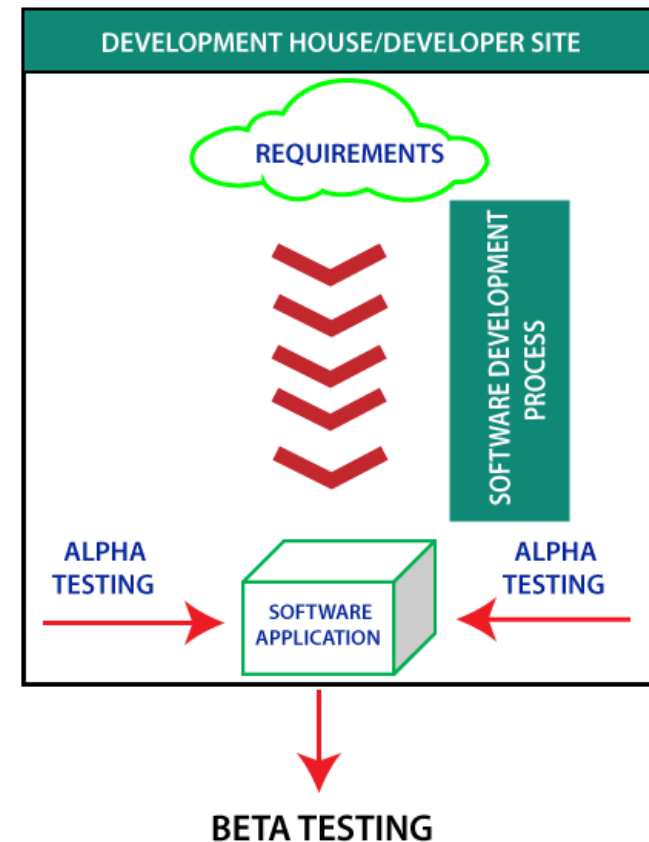 DEVELOPMENT HOUSE/DEVELOPER SITE
REQUIREMENTS
SOFTWARE DEVELOPMENT
PROCESS
ALPHA
TESTING
ALPHA
TESTING
SOFTWARE
APPLICATION
BETA TESTING